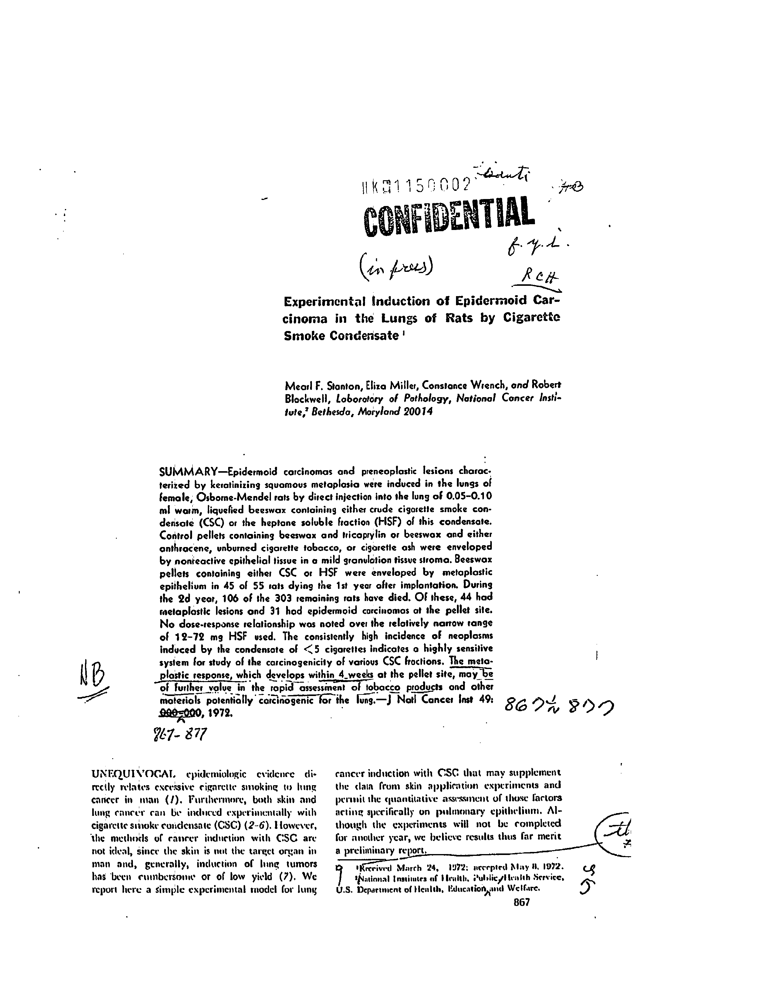 HK01150002
HB
CONFIDENTIAL
f.y.i.
(in press)
RCH
Experimental Induction of Epidermoid Car-
cinoma in the Lungs of Rats by Cigarette
Smoke Condensate ¹
Mearl F. Stanton, Eliza Miller, Constance Wrench, and Robert
Blackwell, Laboratory of Pathology, National Cancer Insti-
tute,² Bethesda, Maryland 20014
SUMMARY—Epidermoid carcinomas and preneoplastic lesions charac-
terized by keratinizing squamous metaplasia were induced in the lungs of
female, Osborne-Mendel rats by direct injection into the lung of 0.05–0.10
ml warm, liquefied beeswax containing either crude cigarette smoke con-
densate (CSC) or the heptane soluble fraction (HSF) of this condensate.
Control pellets containing beeswax and tricaprylin or beeswax and either
anthracene, unburned cigarette tobacco, or cigarette ash were enveloped
by nonreactive epithelial tissue in a mild granulation tissue stroma. Beeswax
pellets containing either CSC or HSF were enveloped by metaplastic
epithelium in 45 of 55 rats dying the 1st year after implantation. During
the 2d year, 106 of the 303 remaining rats have died. Of these, 44 had
metaplastic lesions and 31 had epidermoid carcinomas at the pellet site.
No dose-response relationship was noted over the relatively narrow range
of 12–72 mg HSF used. The consistently high incidence of neoplasms
induced by the condensate of <5 cigarettes indicates a highly sensitive
system for study of the carcinogenicity of various CSC fractions. The meta-
plastic response, which develops within 4 weeks at the pellet site, may be
of further value in the rapid assessment of tobacco products and other
materials potentially carcinogenic for the lung.—J Natl Cancer Inst 49:
000–000, 1972.
NB
867-877
UNEQUIVOCAL epidemiologic evidence di-
rectly relates excessive cigarette smoking to lung
cancer in man (1). Furthermore, both skin and
lung cancer can be induced experimentally with
cigarette smoke condensate (CSC) (2-6). However,
the methods of cancer induction with CSC are
not ideal, since the skin is not the target organ in
man and, generally, induction of lung tumors
has been cumbersome or of low yield (7). We
report here a simple experimental model for lung
cancer induction with CSC that may supplement
the data from skin application experiments and
permit the quantitative assessment of those factors
acting specifically on pulmonary epithelium. Al-
though the experiments will not be completed
for another year, we believe results thus far merit
a preliminary report.
¹Received March 24, 1972; accepted May 8, 1972.
²National Institutes of Health, Public Health Service,
U.S. Department of Health, Education and Welfare.
867